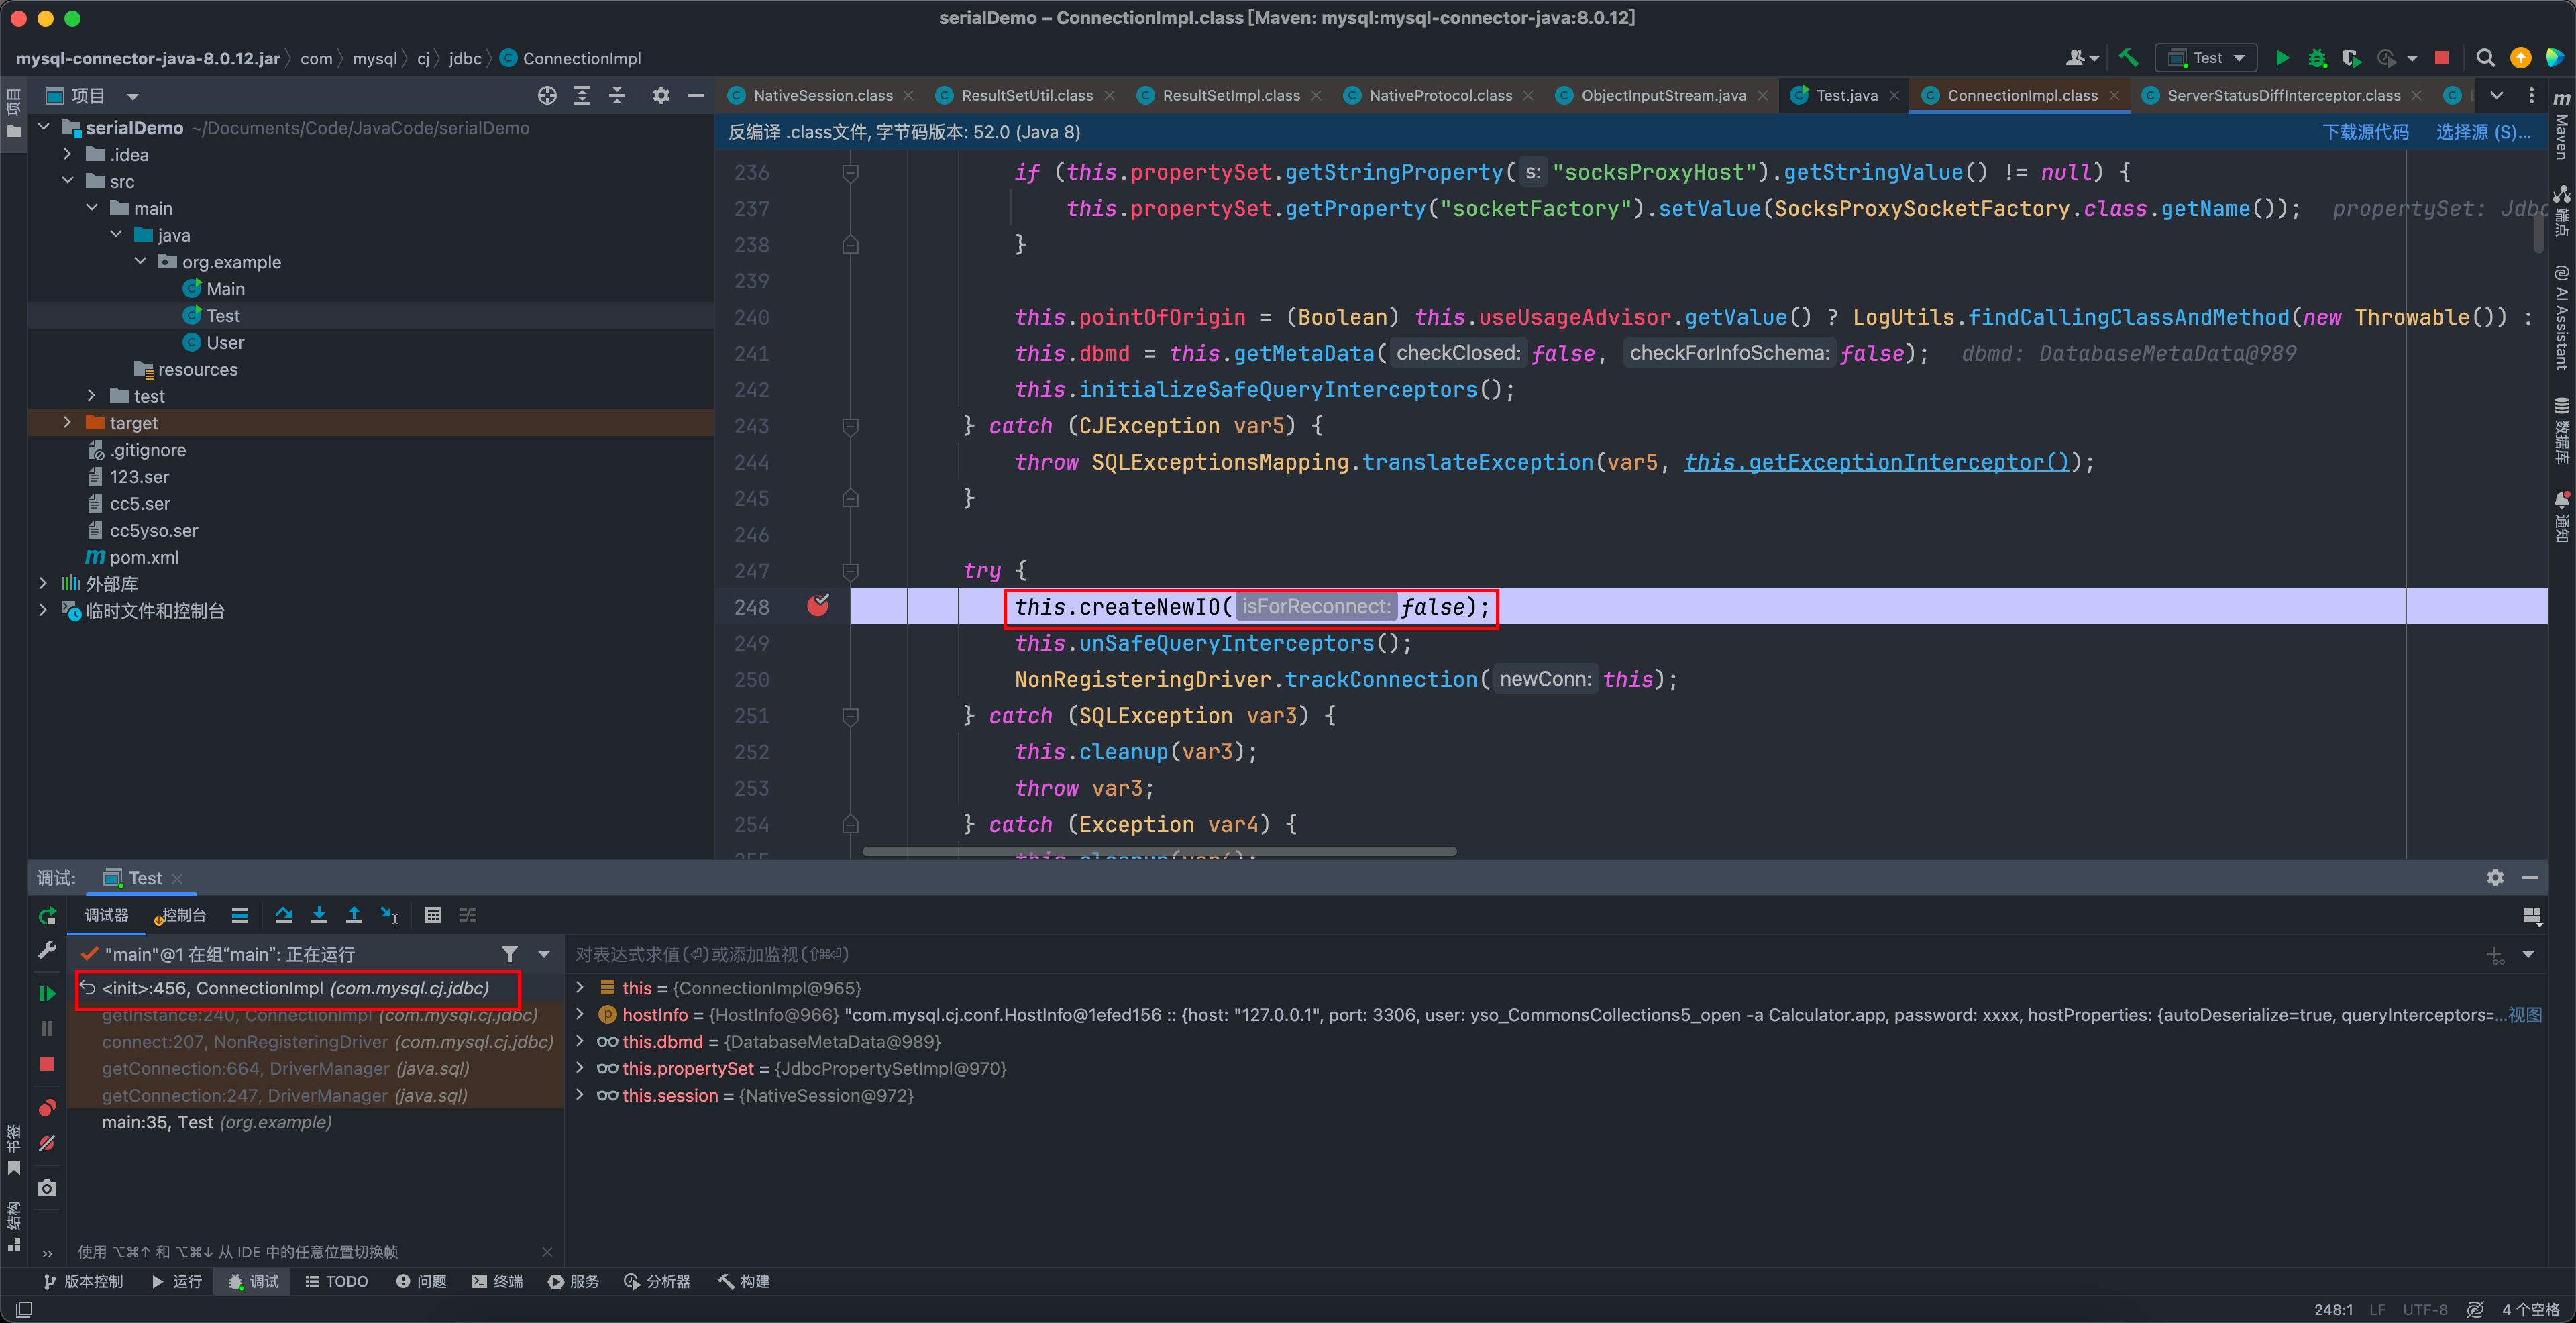 serialDemo – ConnectionImpl.class [Maven: mysql:mysql-connector-java:8.0.12]
mysql-connector-java-8.0.12.jar 〉 com 〉 mysql 〉 cj 〉 jdbc 〉 ConnectionImpl
Test
项目
NativeSession.class ResultSetUtil.class ResultSetImpl.class NativeProtocol.class ObjectInputStream.java Test.java ConnectionImpl.class ServerStatusDiffInterceptor.class
反编译 .class文件, 字节码版本: 52.0 (Java 8)
下载源代码 选择源 (S)...
项目
serialDemo ~/Documents/Code/JavaCode/serialDemo
.idea
src
main
java
org.example
Main
Test
User
resources
test
target
.gitignore
123.ser
cc5.ser
cc5yso.ser
pom.xml
外部库
临时文件和控制台
236 if (this.propertySet.getStringProperty( s: "socksProxyHost").getStringValue() != null) {
237 this.propertySet.getProperty("socketFactory").setValue(SocksProxySocketFactory.class.getName()); propertySet: Jdbc
238 }
239
240 this.pointOfOrigin = (Boolean) this.useUsageAdvisor.getValue() ? LogUtils.findCallingClassAndMethod(new Throwable()) :
241 this.dbmd = this.getMetaData( checkClosed: false, checkForInfoSchema: false); dbmd: DatabaseMetaData@989
242 this.initializeSafeQueryInterceptors();
243 } catch (CJException var5) {
244 throw SQLExceptionsMapping.translateException(var5, this.getExceptionInterceptor());
245 }
246
247 try {
248 this.createNewIO( isForReconnect: false);
249 this.unSafeQueryInterceptors();
250 NonRegisteringDriver.trackConnection( newConn: this);
251 } catch (SQLException var3) {
252 this.cleanup(var3);
253 throw var3;
254 } catch (Exception var4) {
Maven
端点
AI Assistant
数据库
通知
调试: Test
调试器 控制台
"main"@1 在组“main”: 正在运行
<init>:456, ConnectionImpl (com.mysql.cj.jdbc)
getInstance:240, ConnectionImpl (com.mysql.cj.jdbc)
connect:207, NonRegisteringDriver (com.mysql.cj.jdbc)
getConnection:664, DriverManager (java.sql)
getConnection:247, DriverManager (java.sql)
main:35, Test (org.example)
使用 ⌥⌘↑ 和 ⌥⌘↓ 从 IDE 中的任意位置切换帧
对表达式求值(⏎)或添加监视(⇧⌘⏎)
this = {ConnectionImpl@965}
hostInfo = {HostInfo@966} "com.mysql.cj.conf.HostInfo@1efed156 :: {host: "127.0.0.1", port: 3306, user: yso_CommonsCollections5_open -a Calculator.app, password: xxxx, hostProperties: {autoDeserialize=true, queryInterceptors=...视图
this.dbmd = {DatabaseMetaData@989}
this.propertySet = {JdbcPropertySetImpl@970}
this.session = {NativeSession@972}
书签
结构
版本控制 运行 调试 TODO 问题 终端 服务 分析器 构建
248:1 LF UTF-8 4 个空格